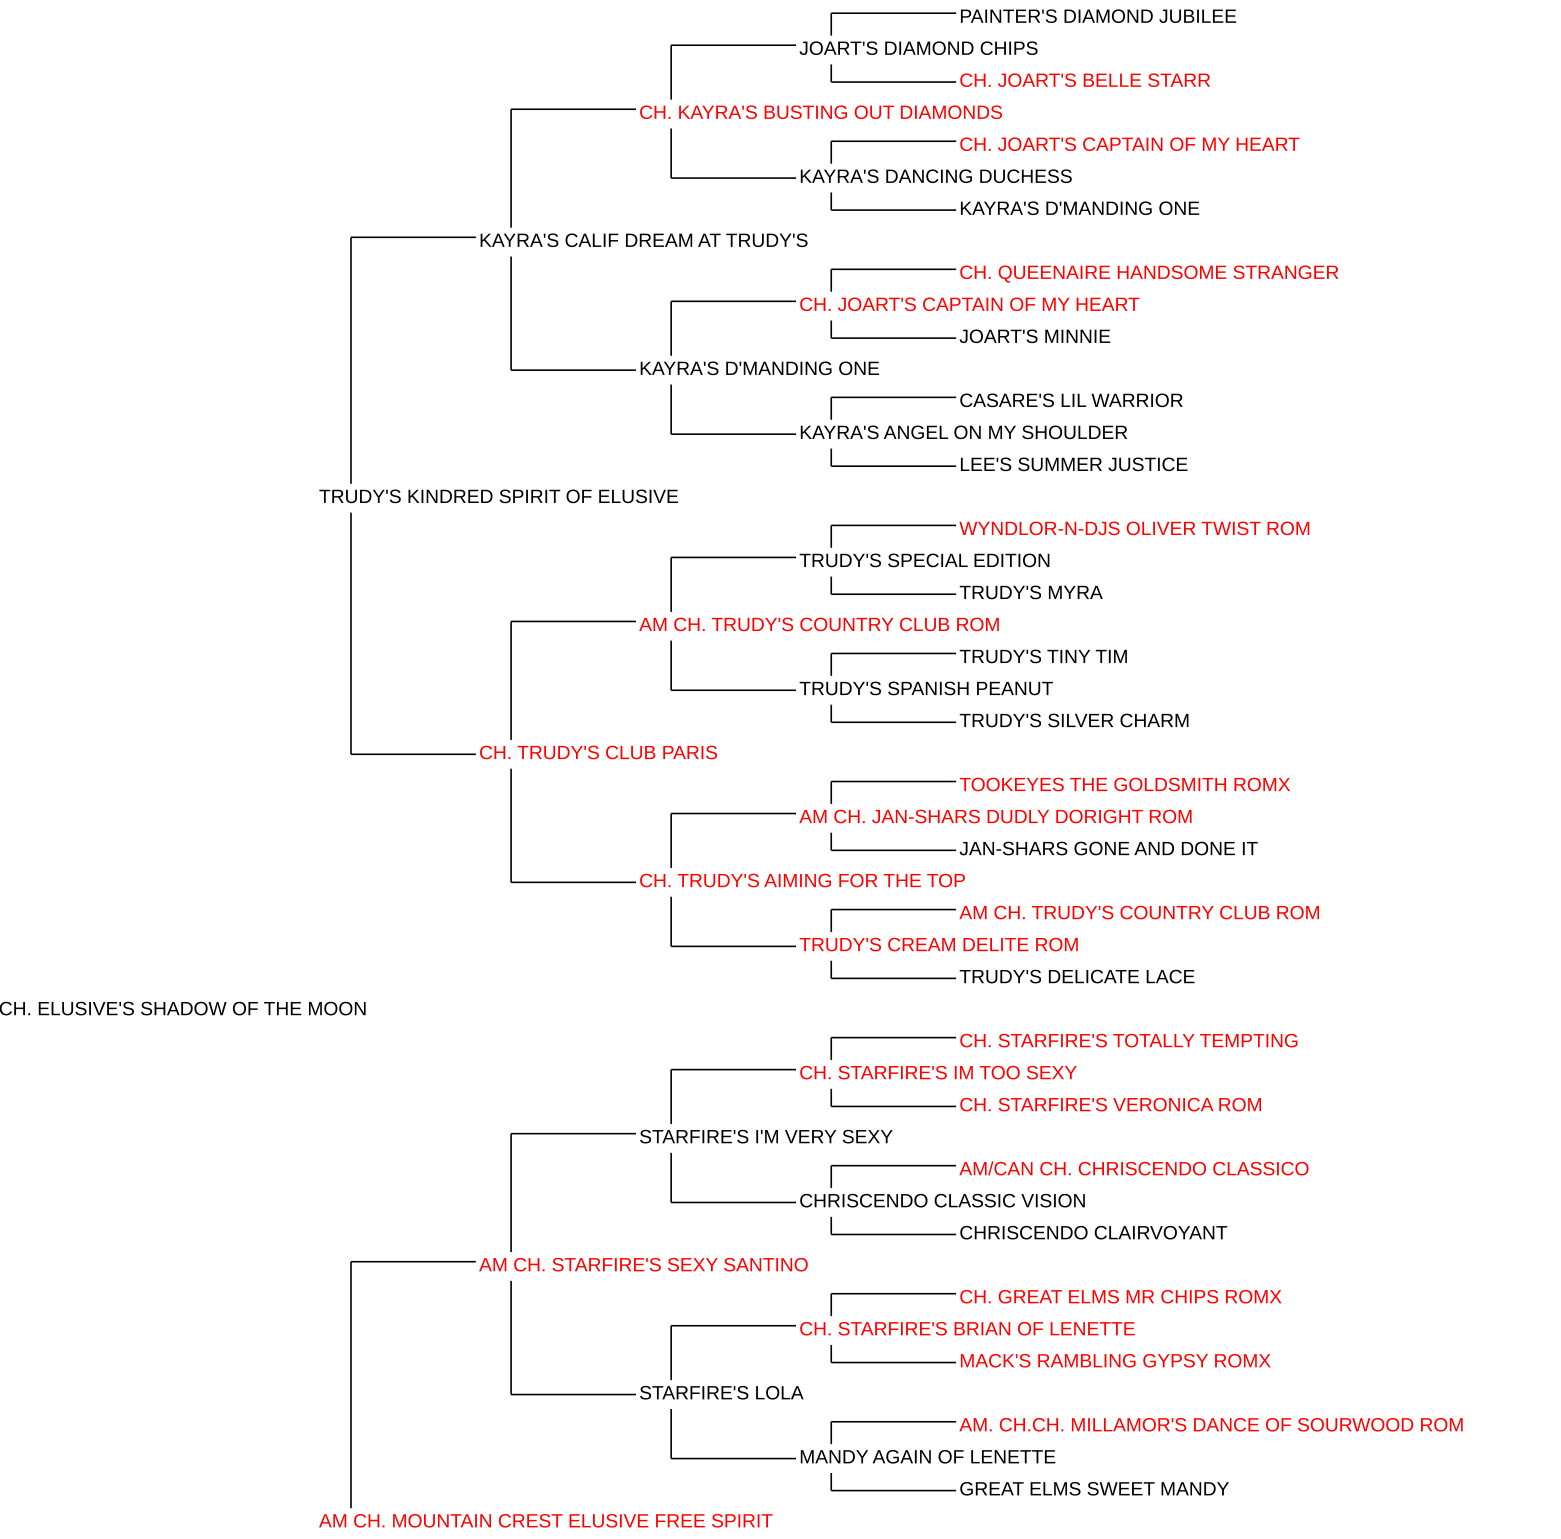 PAINTER'S DIAMOND JUBILEE
JOART'S DIAMOND CHIPS
CH. JOART'S BELLE STARR
CH. KAYRA'S BUSTING OUT DIAMONDS
CH. JOART'S CAPTAIN OF MY HEART
KAYRA'S DANCING DUCHESS
KAYRA'S D'MANDING ONE
KAYRA'S CALIF DREAM AT TRUDY'S
CH. QUEENAIRE HANDSOME STRANGER
CH. JOART'S CAPTAIN OF MY HEART
JOART'S MINNIE
KAYRA'S D'MANDING ONE
CASARE'S LIL WARRIOR
KAYRA'S ANGEL ON MY SHOULDER
LEE'S SUMMER JUSTICE
TRUDY'S KINDRED SPIRIT OF ELUSIVE
WYNDLOR-N-DJS OLIVER TWIST ROM
TRUDY'S SPECIAL EDITION
TRUDY'S MYRA
AM CH. TRUDY'S COUNTRY CLUB ROM
TRUDY'S TINY TIM
TRUDY'S SPANISH PEANUT
TRUDY'S SILVER CHARM
CH. TRUDY'S CLUB PARIS
TOOKEYES THE GOLDSMITH ROMX
AM CH. JAN-SHARS DUDLY DORIGHT ROM
JAN-SHARS GONE AND DONE IT
CH. TRUDY'S AIMING FOR THE TOP
AM CH. TRUDY'S COUNTRY CLUB ROM
TRUDY'S CREAM DELITE ROM
TRUDY'S DELICATE LACE
CH. ELUSIVE'S SHADOW OF THE MOON
CH. STARFIRE'S TOTALLY TEMPTING
CH. STARFIRE'S IM TOO SEXY
CH. STARFIRE'S VERONICA ROM
STARFIRE'S I'M VERY SEXY
AM/CAN CH. CHRISCENDO CLASSICO
CHRISCENDO CLASSIC VISION
CHRISCENDO CLAIRVOYANT
AM CH. STARFIRE'S SEXY SANTINO
CH. GREAT ELMS MR CHIPS ROMX
CH. STARFIRE'S BRIAN OF LENETTE
MACK'S RAMBLING GYPSY ROMX
STARFIRE'S LOLA
AM. CH.CH. MILLAMOR'S DANCE OF SOURWOOD ROM
MANDY AGAIN OF LENETTE
GREAT ELMS SWEET MANDY
AM CH. MOUNTAIN CREST ELUSIVE FREE SPIRIT